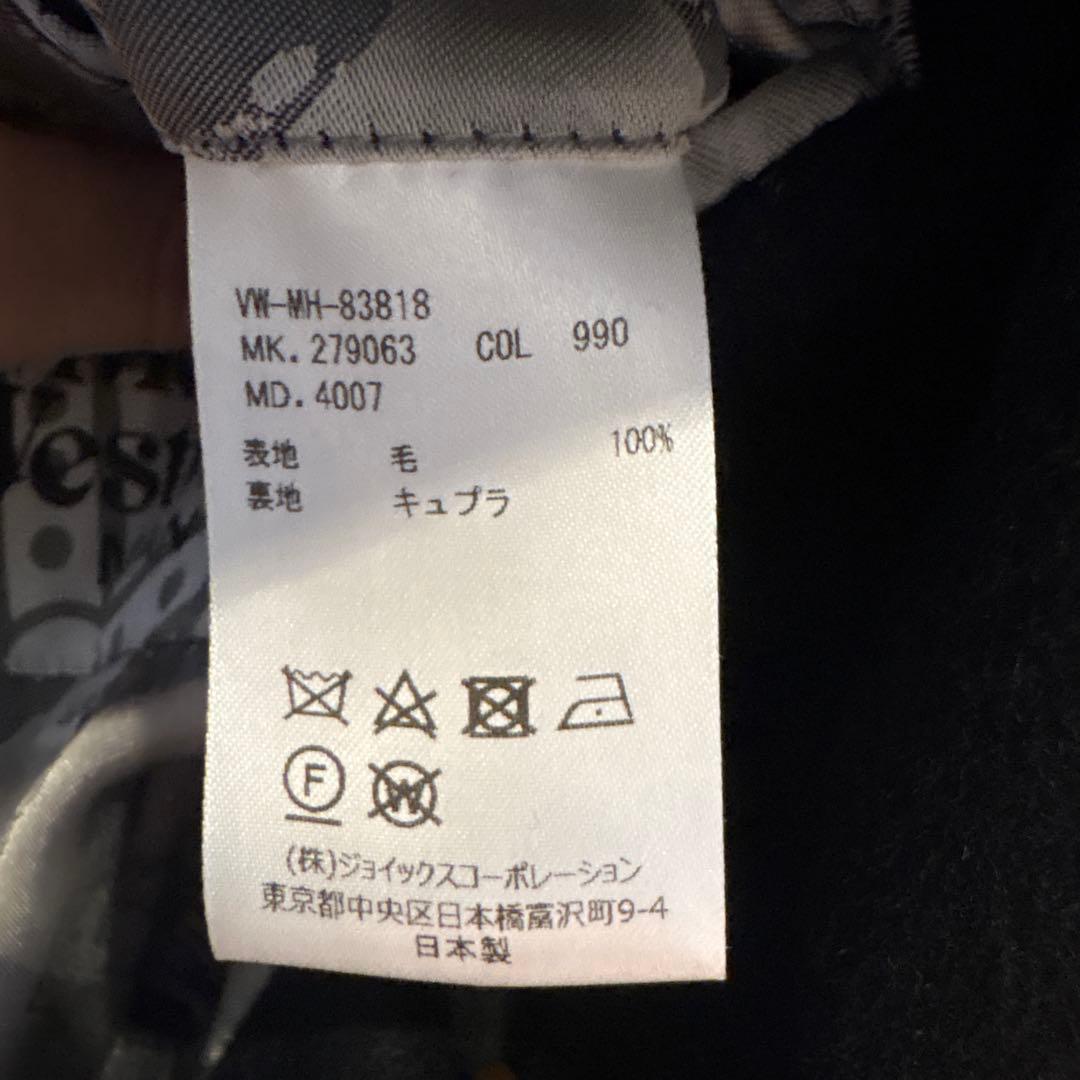 VW-MH-83818
MK. 279063 COL 990
MD. 4007
表地 毛 100%
裏地 キュプラ
F
W
(株)ジョイックスコーポレーション
東京都中央区日本橋富沢町9-4
日本製